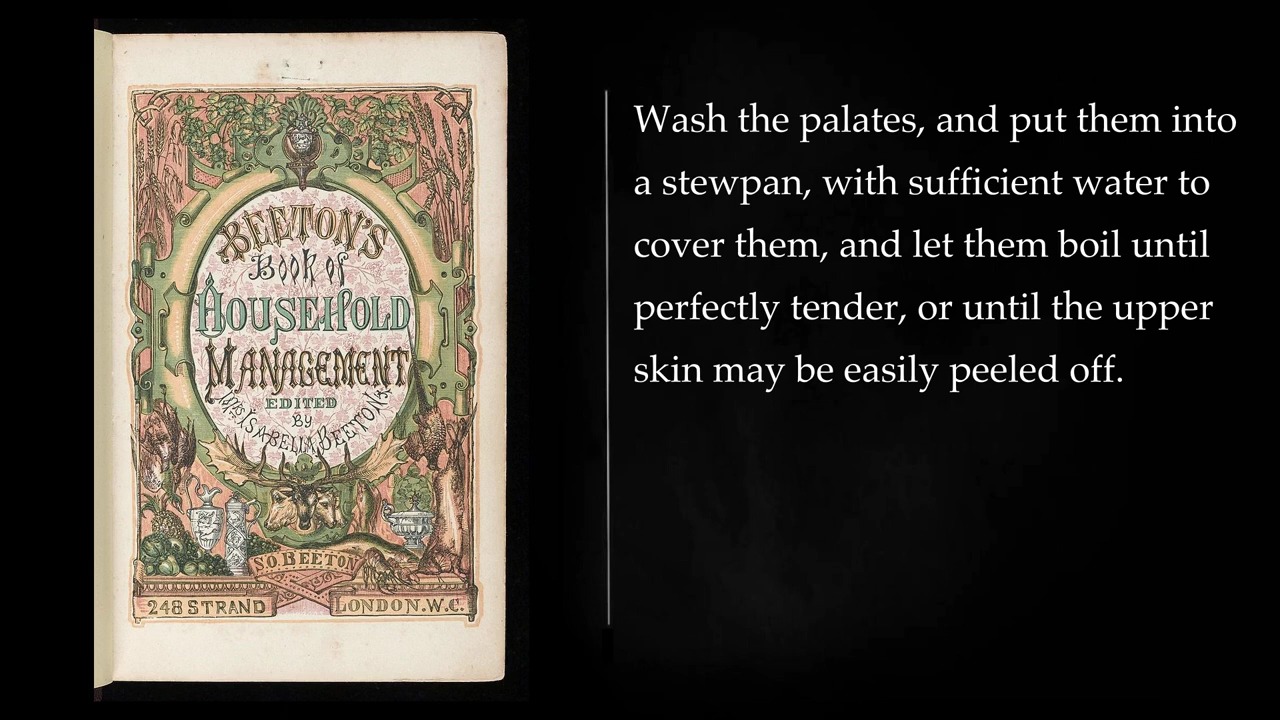 BEETON'S
Book of
HOUSEHOLD
MANAGEMENT
EDITED
BY
MRS ISABELLA BEETON
S.O. BEETON
248 STRAND
LONDON. W.C.
Wash the palates, and put them into
a stewpan, with sufficient water to
cover them, and let them boil until
perfectly tender, or until the upper
skin may be easily peeled off.